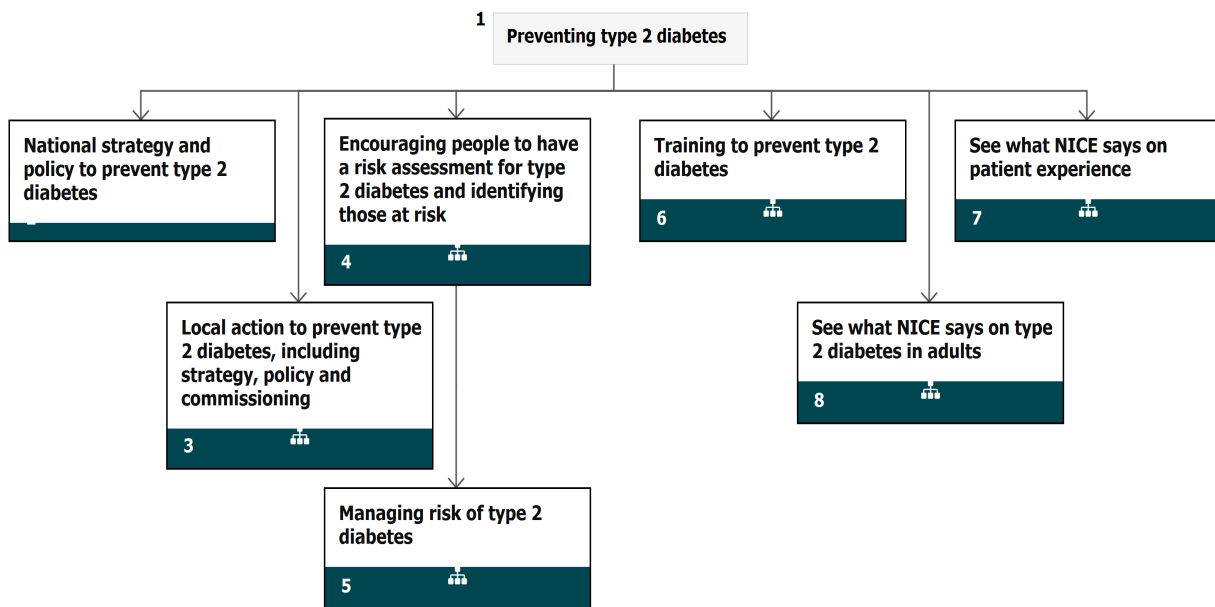 1
Preventing type 2 diabetes
National strategy and
policy to prevent type 2
diabetes
Encouraging people to have
a risk assessment for type
2 diabetes and identifying
those at risk
4
Training to prevent type 2
diabetes
6
See what NICE says on
patient experience
7
Local action to prevent type
2 diabetes, including
strategy, policy and
commissioning
3
See what NICE says on type
2 diabetes in adults
8
Managing risk of type 2
diabetes
5